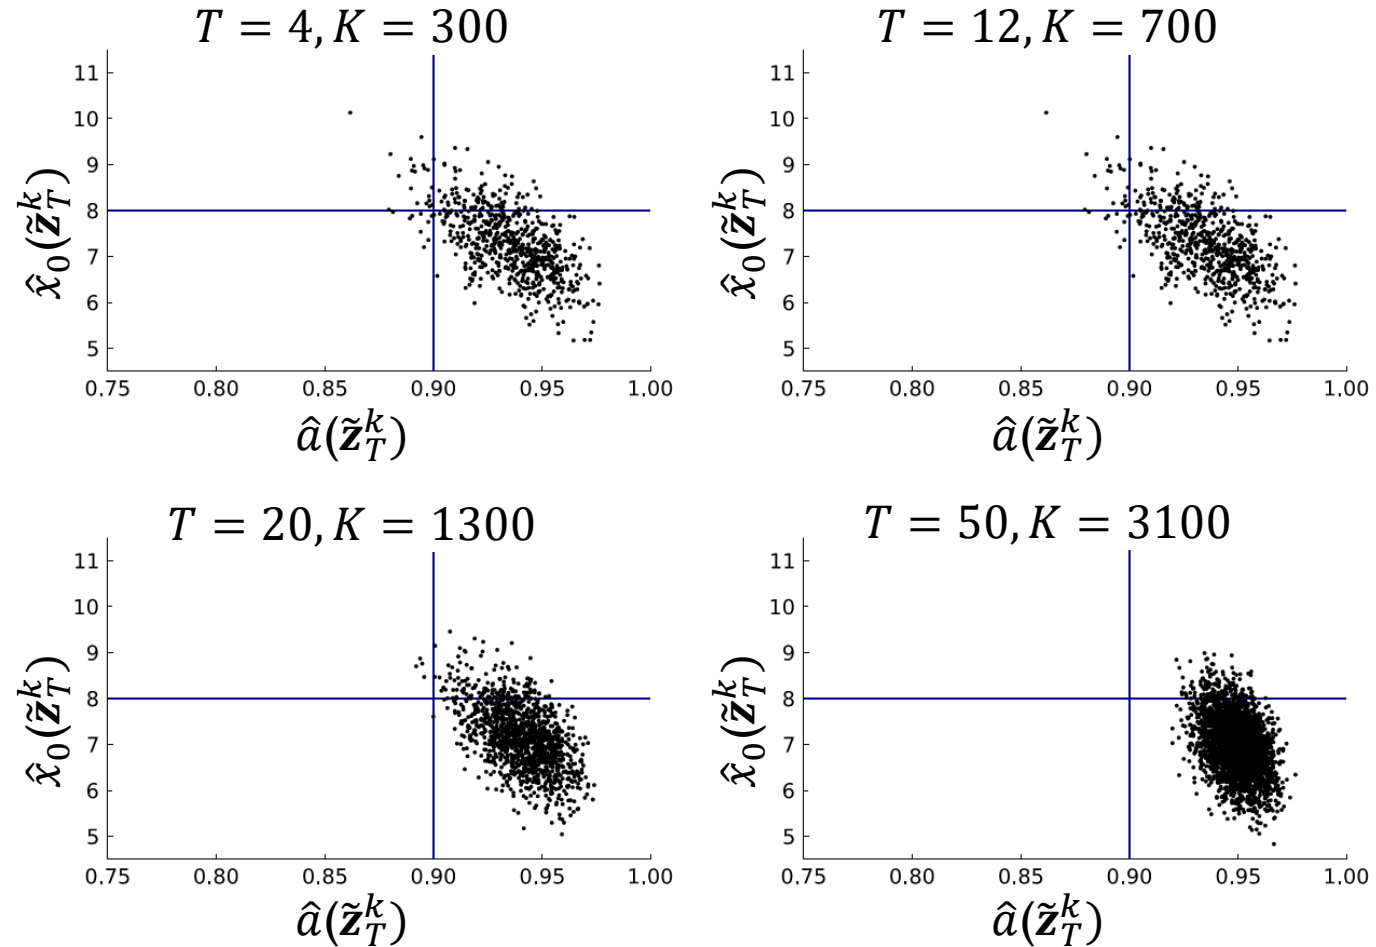 T = 4, K = 300
11
10
9
8
7
6
5
x̂₀(z̃ₜᵏ)
0.75 0.80 0.85 0.90 0.95 1.00
â(z̃ₜᵏ)
T = 12, K = 700
11
10
9
8
7
6
5
x̂₀(z̃ₜᵏ)
0.75 0.80 0.85 0.90 0.95 1.00
â(z̃ₜᵏ)
T = 20, K = 1300
11
10
9
8
7
6
5
x̂₀(z̃ₜᵏ)
0.75 0.80 0.85 0.90 0.95 1.00
â(z̃ₜᵏ)
T = 50, K = 3100
11
10
9
8
7
6
5
x̂₀(z̃ₜᵏ)
0.75 0.80 0.85 0.90 0.95 1.00
â(z̃ₜᵏ)